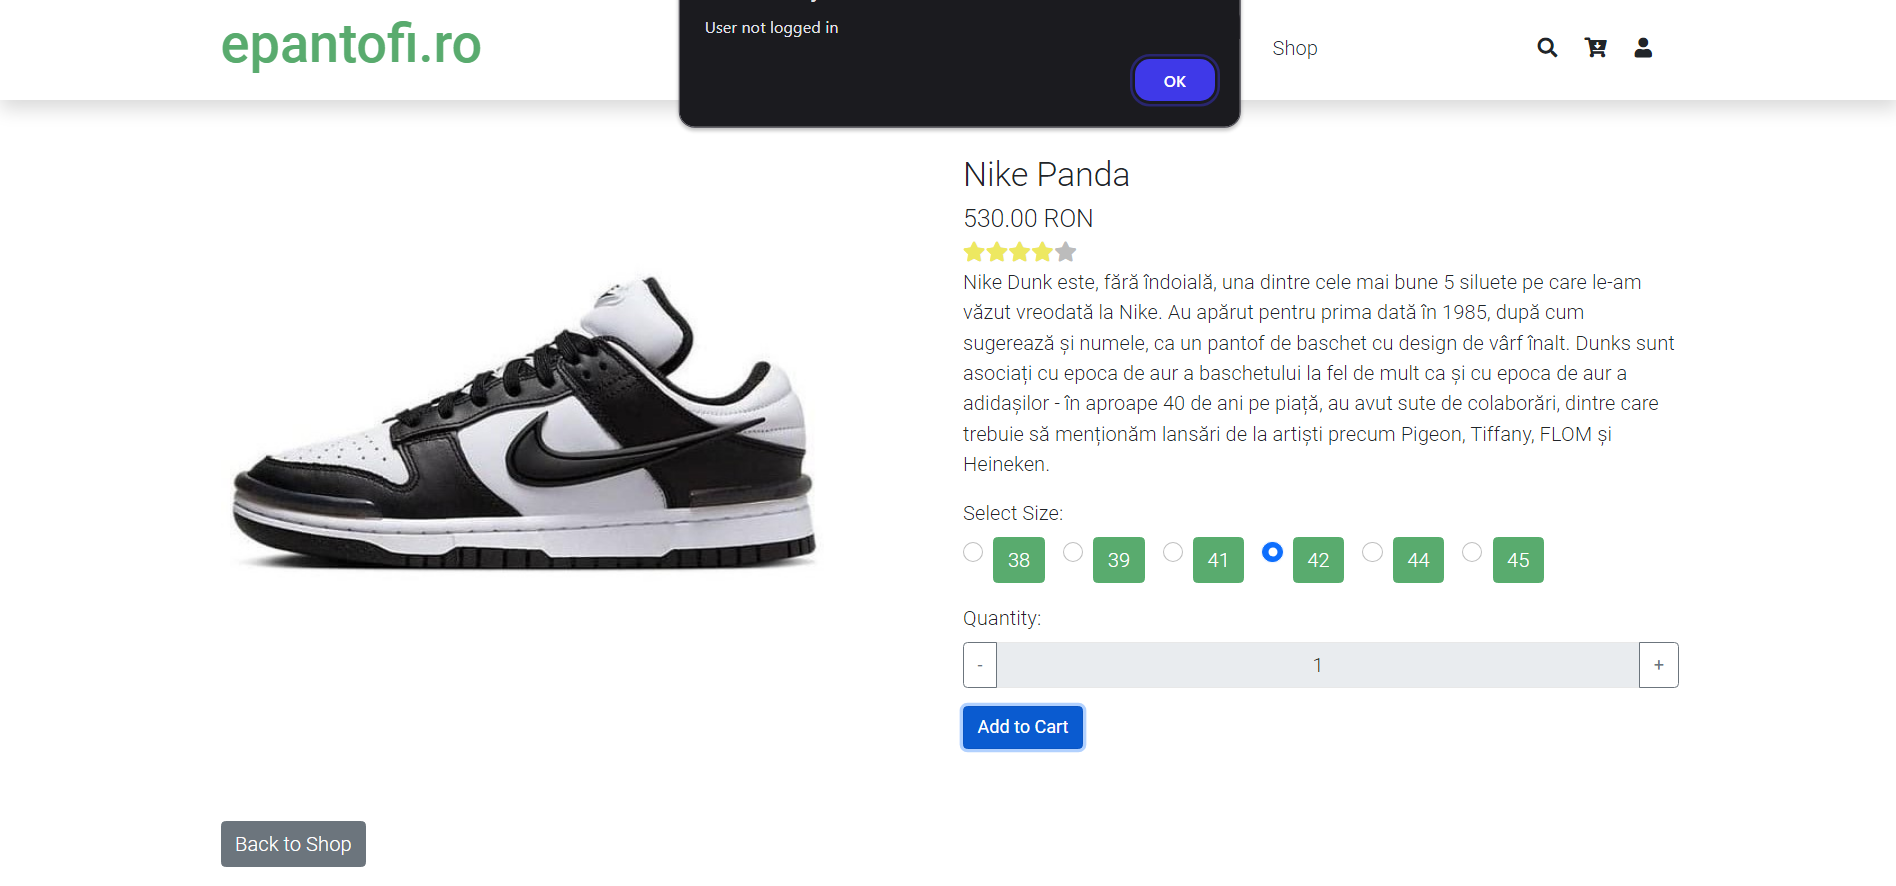 epantofi.ro
User not logged in
OK
Shop
Nike Panda
530.00 RON
Nike Dunk este, fără îndoială, una dintre cele mai bune 5 siluete pe care le-am
văzut vreodată la Nike. Au apărut pentru prima dată în 1985, după cum
sugerează și numele, ca un pantof de baschet cu design de vârf înalt. Dunks sunt
asociați cu epoca de aur a baschetului la fel de mult ca și cu epoca de aur a
adidașilor - în aproape 40 de ani pe piață, au avut sute de colaborări, dintre care
trebuie să menționăm lansări de la artiști precum Pigeon, Tiffany, FLOM și
Heineken.
Select Size:
38 39 41 42 44 45
Quantity:
- 1 +
Add to Cart
Back to Shop